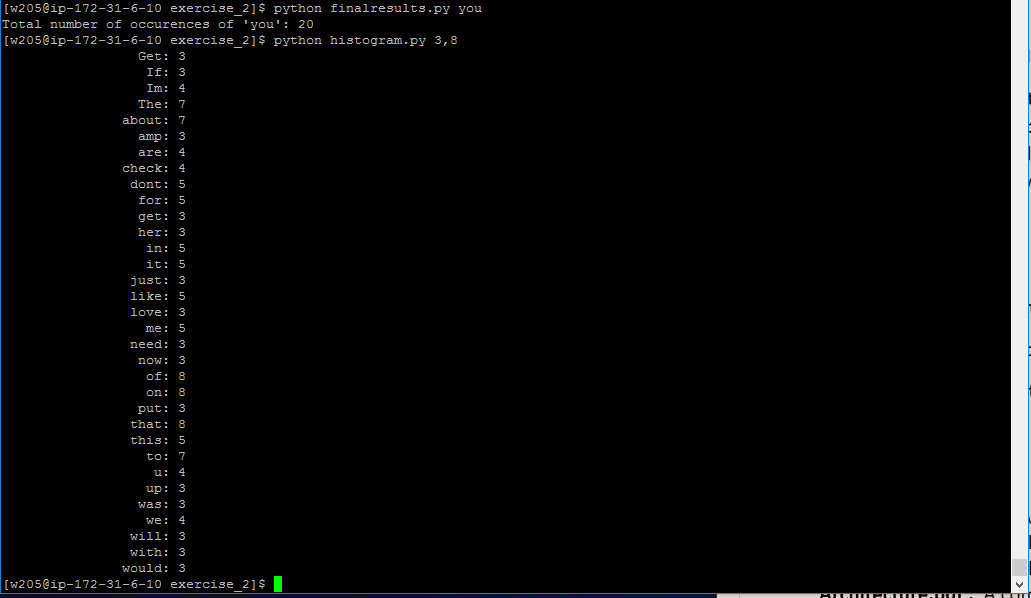 [w205@ip-172-31-6-10 exercise_2]$ python finalresults.py you
Total number of occurences of 'you': 20
[w205@ip-172-31-6-10 exercise_2]$ python histogram.py 3,8
Get: 3
If: 3
Im: 4
The: 7
about: 7
amp: 3
are: 4
check: 4
dont: 5
for: 5
get: 3
her: 3
in: 5
it: 5
just: 3
like: 5
love: 3
me: 5
need: 3
now: 3
of: 8
on: 8
put: 3
that: 8
this: 5
to: 7
u: 4
up: 3
was: 3
we: 4
will: 3
with: 3
would: 3
[w205@ip-172-31-6-10 exercise_2]$